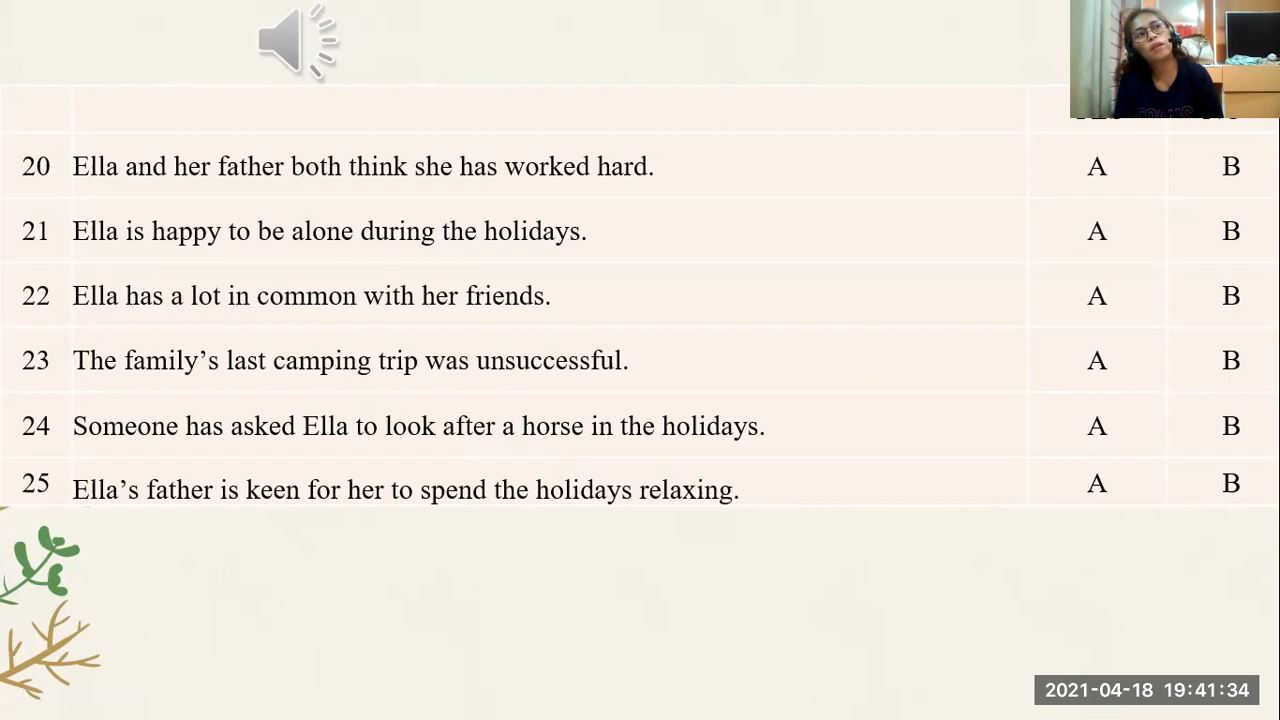 20 Ella and her father both think she has worked hard. A B
21 Ella is happy to be alone during the holidays. A B
22 Ella has a lot in common with her friends. A B
23 The family’s last camping trip was unsuccessful. A B
24 Someone has asked Ella to look after a horse in the holidays. A B
25 Ella’s father is keen for her to spend the holidays relaxing. A B
2021-04-18 19:41:34